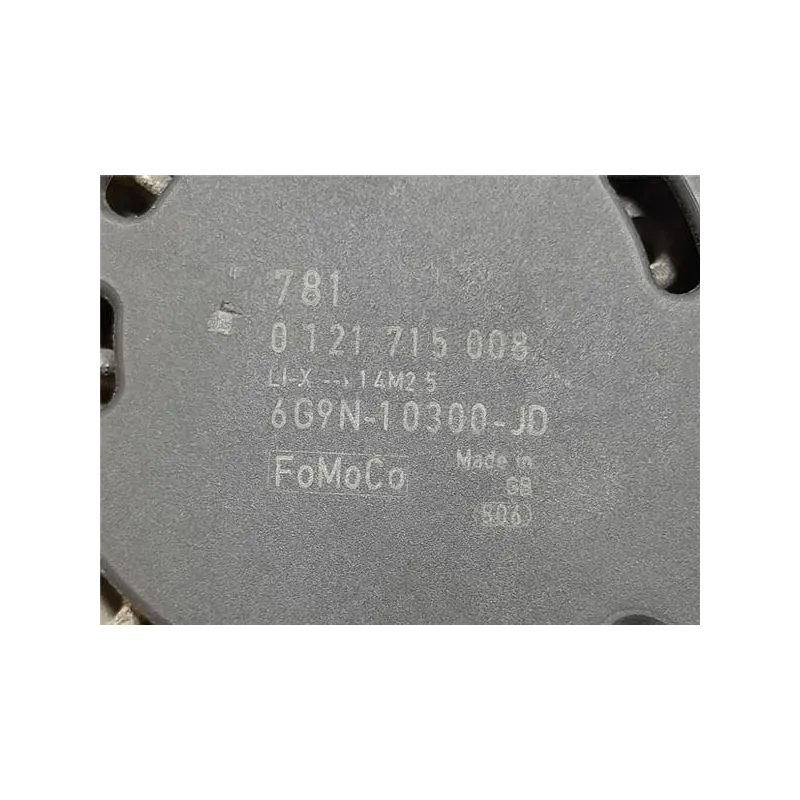 781
0 121 715 008
LI-X --› 14M2 5
6G9N-10300-JD
FoMoCo
Made in
GB
(506)